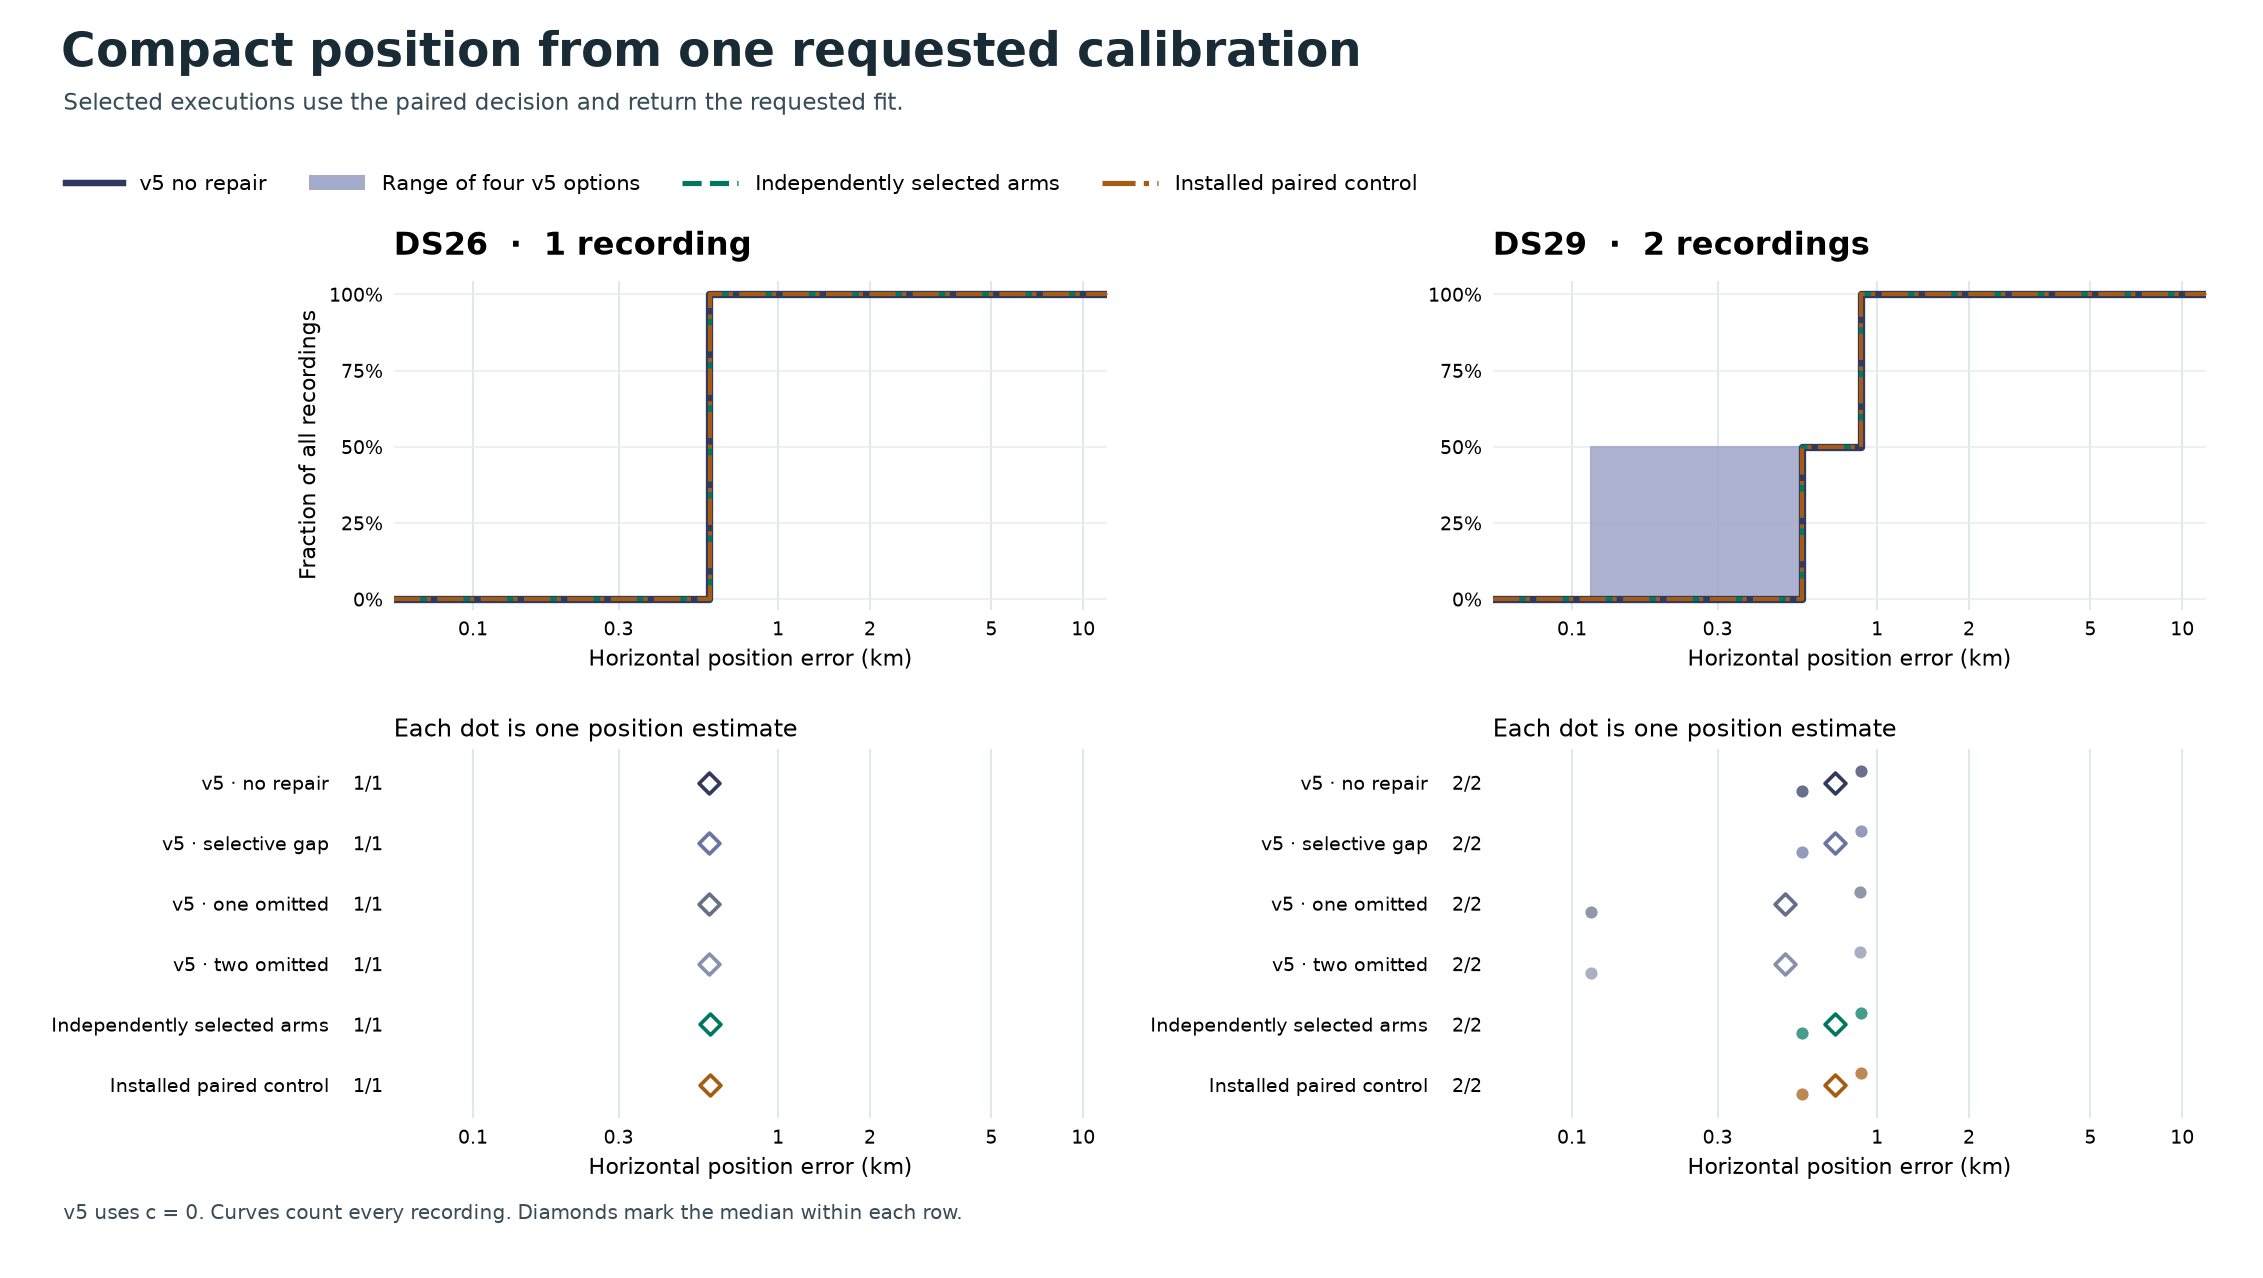 Compact position from one requested calibration
Selected executions use the paired decision and return the requested fit.
v5 no repair
Range of four v5 options
Independently selected arms
Installed paired control
DS26 · 1 recording
Fraction of all recordings
100%
75%
50%
25%
0%
0.1 0.3 1 2 5 10
Horizontal position error (km)
DS29 · 2 recordings
100%
75%
50%
25%
0%
0.1 0.3 1 2 5 10
Horizontal position error (km)
Each dot is one position estimate
v5 · no repair 1/1
v5 · selective gap 1/1
v5 · one omitted 1/1
v5 · two omitted 1/1
Independently selected arms 1/1
Installed paired control 1/1
0.1 0.3 1 2 5 10
Horizontal position error (km)
Each dot is one position estimate
v5 · no repair 2/2
v5 · selective gap 2/2
v5 · one omitted 2/2
v5 · two omitted 2/2
Independently selected arms 2/2
Installed paired control 2/2
0.1 0.3 1 2 5 10
Horizontal position error (km)
v5 uses c = 0. Curves count every recording. Diamonds mark the median within each row.